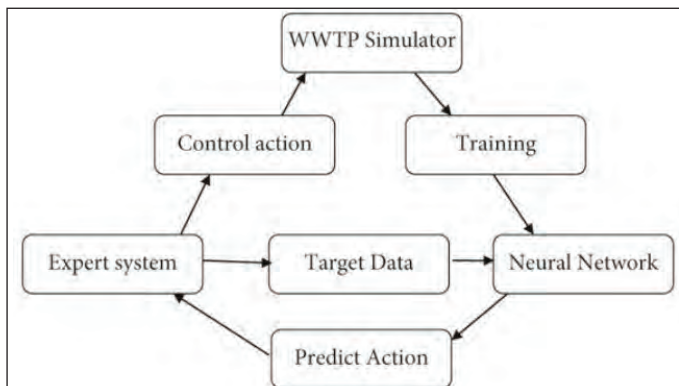 WWTP Simulator
Control action
Training
Expert system
Target Data
Neural Network
Predict Action